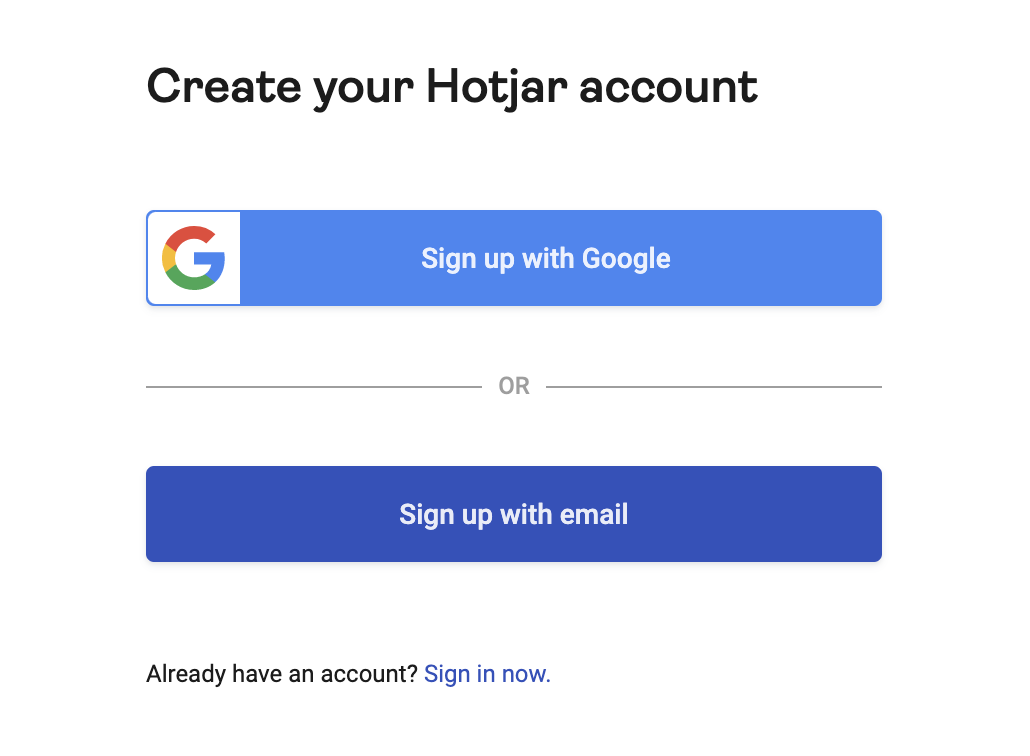 Create your Hotjar account
Sign up with Google
OR
Sign up with email
Already have an account? Sign in now.